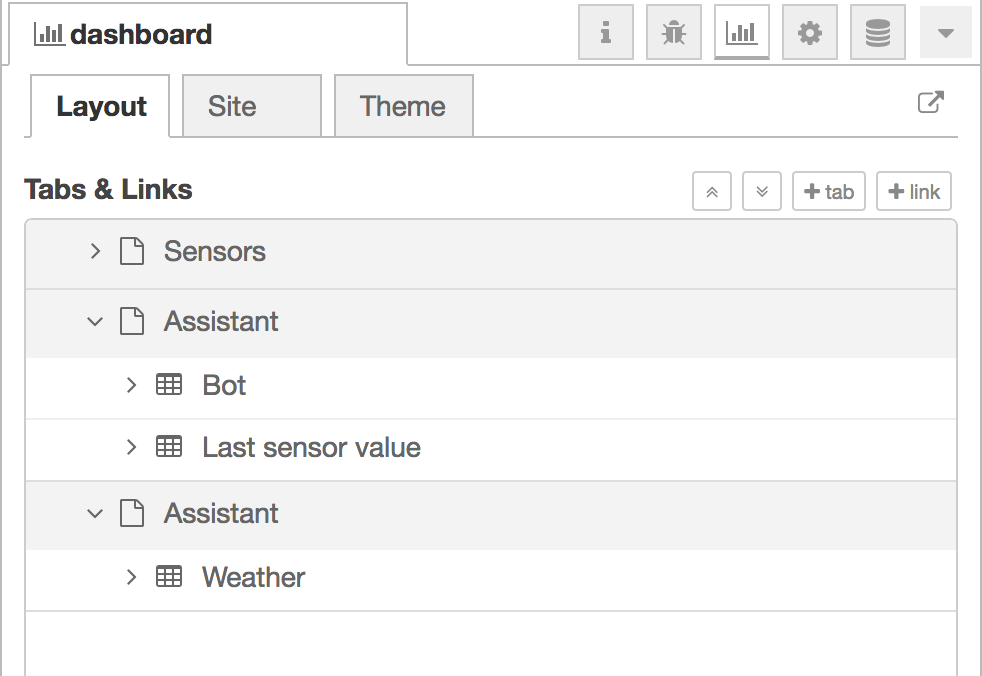 dashboard
Layout Site Theme
Tabs & Links
tab link
Sensors
Assistant
Bot
Last sensor value
Assistant
Weather